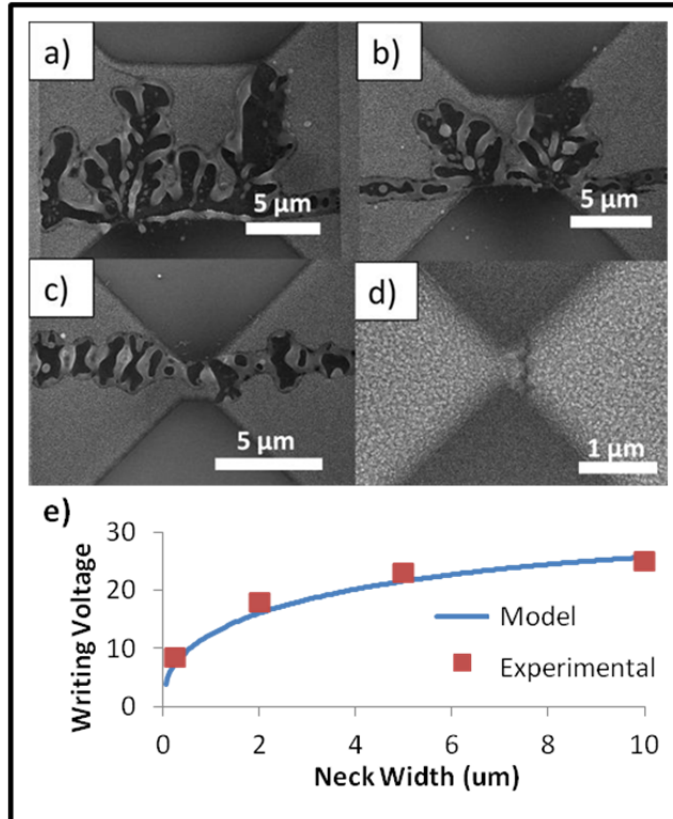 a)
b)
5 µm
5 µm
c)
d)
5 µm
1 µm
e)
30
20
10
0
Writing Voltage
Model
Experimental
0 2 4 6 8 10
Neck Width (um)